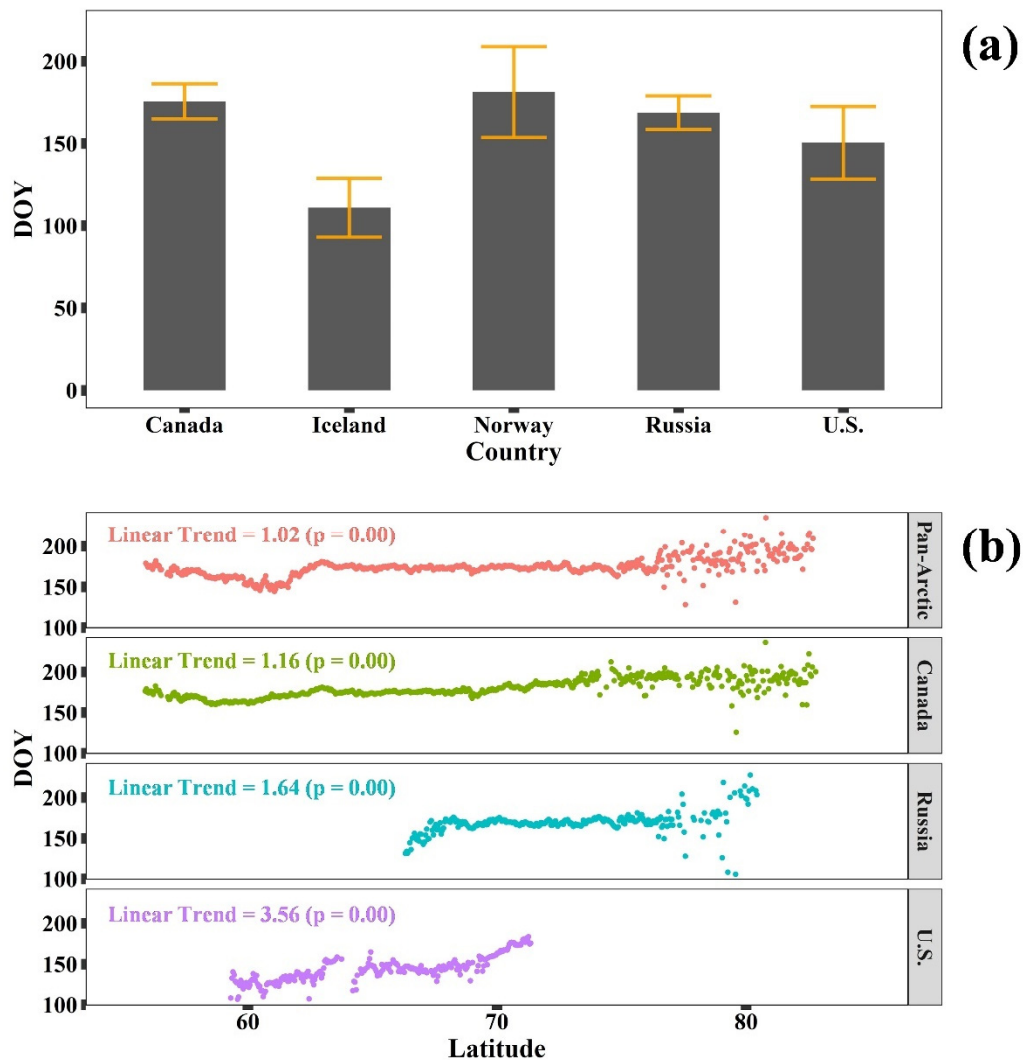 (a)
DOY
200
150
100
50
0
Canada Iceland Norway Russia U.S.
Country
(b)
DOY
Linear Trend = 1.02 (p = 0.00)
Pan-Arctic
200
150
100
Linear Trend = 1.16 (p = 0.00)
Canada
200
150
100
Linear Trend = 1.64 (p = 0.00)
Russia
200
150
100
Linear Trend = 3.56 (p = 0.00)
U.S.
200
150
100
60 70 80
Latitude